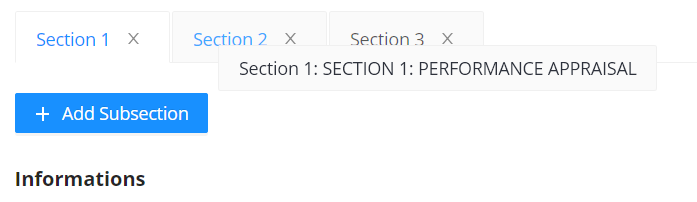 Section 1 X Section 2 X Section 3 X
Section 1: SECTION 1: PERFORMANCE APPRAISAL
+ Add Subsection
Informations